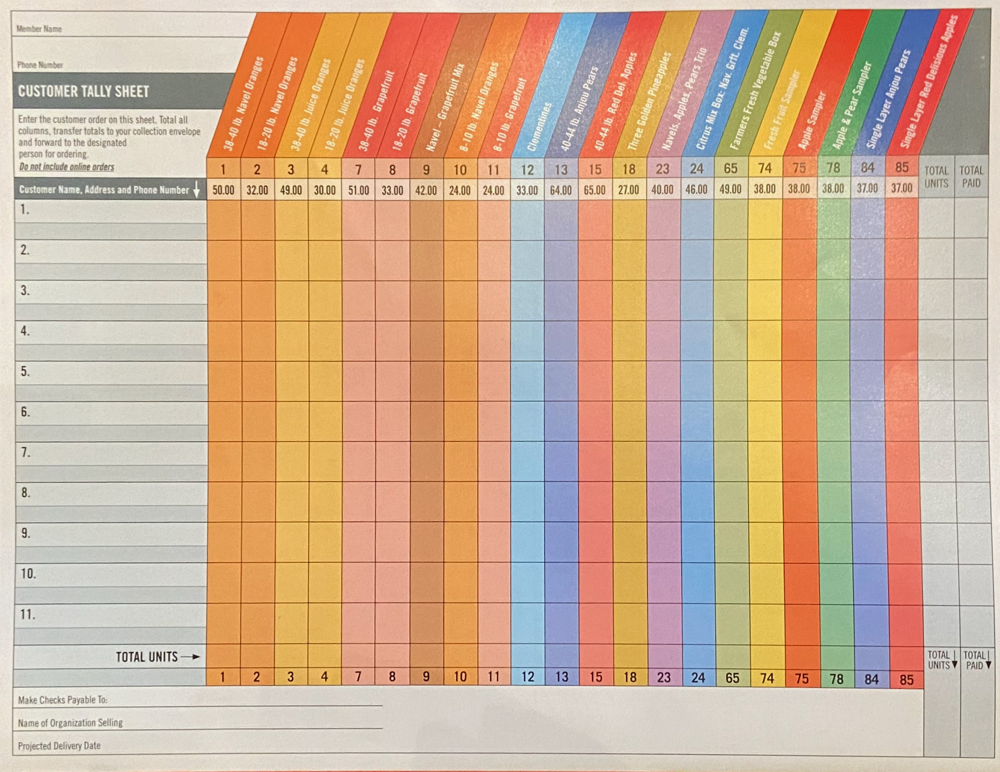 Member Name
Phone Number
CUSTOMER TALLY SHEET
Enter the customer order on this sheet. Total all
columns, transfer totals to your collection envelope
and forward to the designated
person for ordering.
Do not include online orders
38-40 lb. Navel Oranges
18-20 lb. Navel Oranges
38-40 lb. Juice Oranges
18-20 lb. Juice Oranges
38-40 lb. Grapefruit
18-20 lb. Grapefruit
Navel – Grapefruit Mix
8-10 lb. Navel Oranges
8-10 lb. Grapefruit
Clementines
40-44 lb. Anjou Pears
40-44 lb. Red Del. Apples
Three Golden Pineapples
Navels, Apples, Pears Trio
Citrus Mix Box: Nav. Grft. Clem.
Farmers Fresh Vegetable Box
Fresh Fruit Sampler
Apple Sampler
Apple & Pear Sampler
Single Layer Anjou Pears
Single Layer Red Delicious Apples
1 2 3 4 7 8 9 10 11 12 13 15 18 23 24 65 74 75 78 84 85
TOTAL UNITS
TOTAL PAID
Customer Name, Address and Phone Number 50.00 32.00 49.00 30.00 51.00 33.00 42.00 24.00 24.00 33.00 64.00 65.00 27.00 40.00 46.00 49.00 38.00 38.00 38.00 37.00 37.00
1.
2.
3.
4.
5.
6.
7.
8.
9.
10.
11.
TOTAL UNITS
TOTAL UNITS
TOTAL PAID
1 2 3 4 7 8 9 10 11 12 13 15 18 23 24 65 74 75 78 84 85
Make Checks Payable To:
Name of Organization Selling
Projected Delivery Date